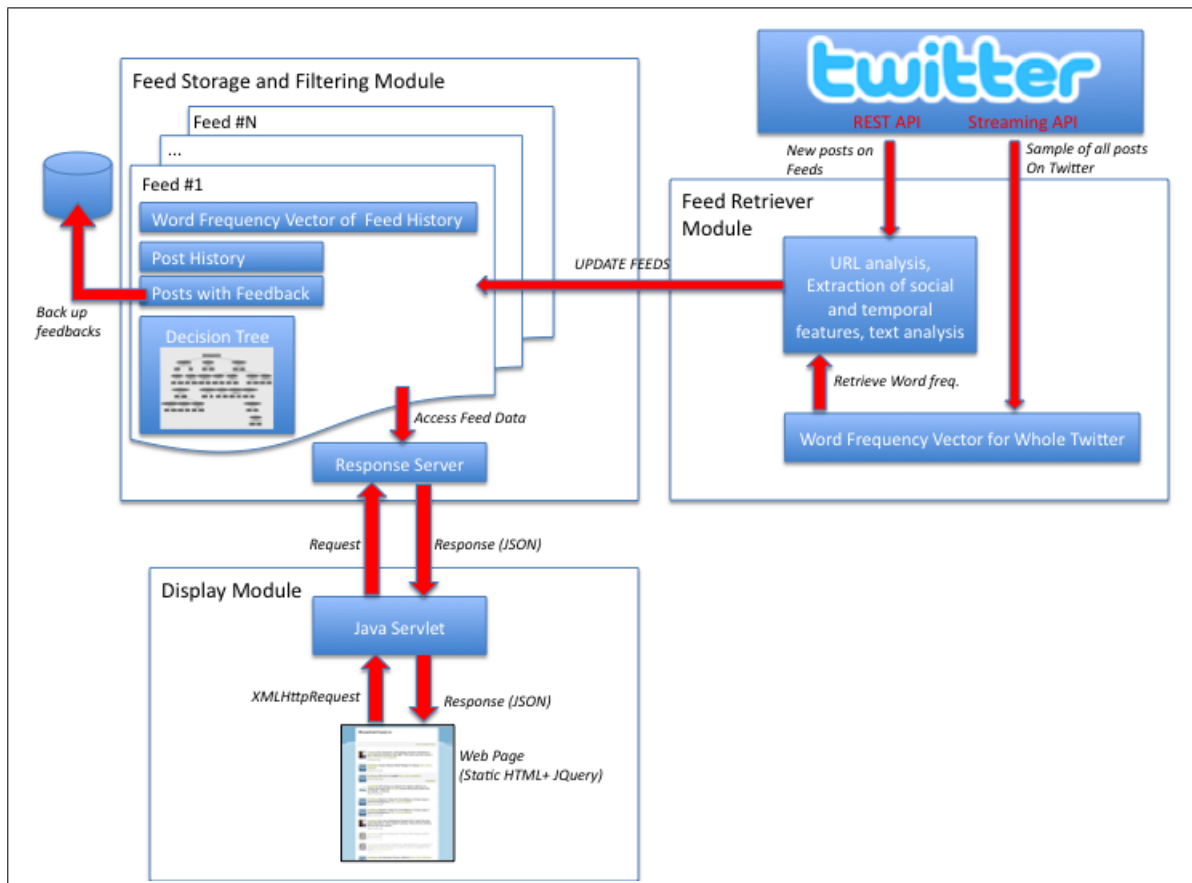 twitter
REST API
Streaming API
Feed Storage and Filtering Module
Feed #N
...
Feed #1
Word Frequency Vector of Feed History
Post History
Posts with Feedback
Decision Tree
Back up
feedbacks
New posts on
Feeds
Sample of all posts
On Twitter
Feed Retriever
Module
UPDATE FEEDS
URL analysis,
Extraction of social
and temporal
features, text analysis
Retrieve Word freq.
Word Frequency Vector for Whole Twitter
Access Feed Data
Response Server
Request
Response (JSON)
Display Module
Java Servlet
XMLHttpRequest
Response (JSON)
Web Page
(Static HTML+ JQuery)